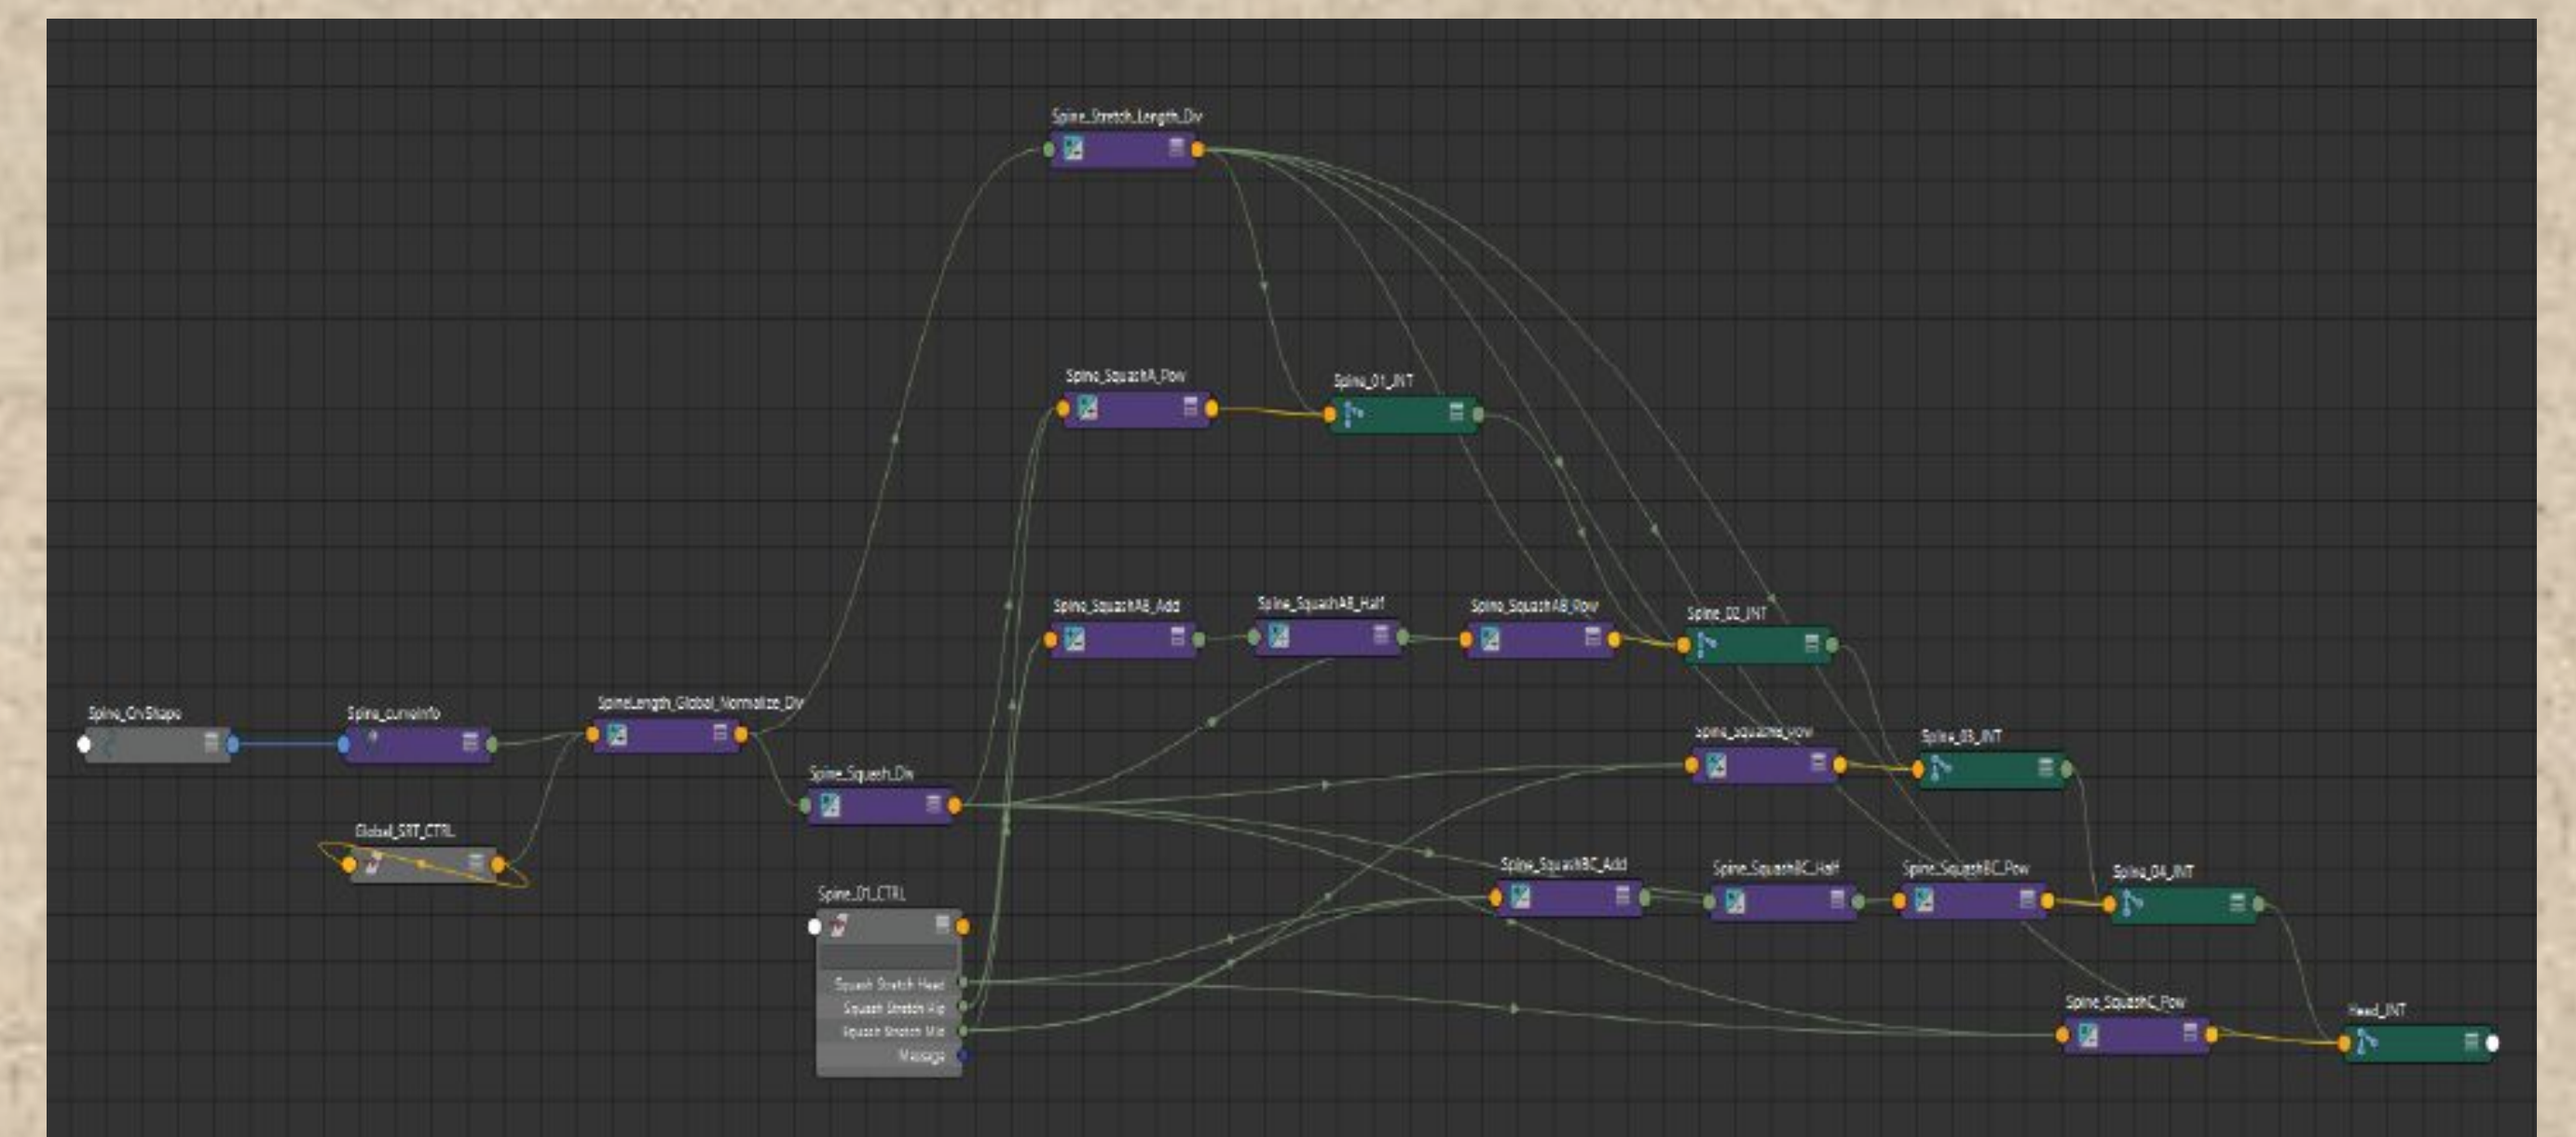 Spine_Stretch_Length_Div
Spine_SquashA_Pow
Spine_01_JNT
Spine_SquashAB_Add
Spine_SquashAB_Half
Spine_SquashAB_Pow
Spine_02_JNT
Spine_CrvShape
Spine_curveInfo
SpineLength_Global_Normalize_Div
Spine_SquashB_Pow
Spine_03_JNT
Spine_Squash_Div
Global_SRT_CTRL
Spine_SquashBC_Add
Spine_SquashBC_Half
Spine_SquashBC_Pow
Spine_04_JNT
Spine_01_CTRL
Squash Stretch Head
Squash Stretch Hip
Squash Stretch Mid
Message
Spine_SquashC_Pow
Head_JNT